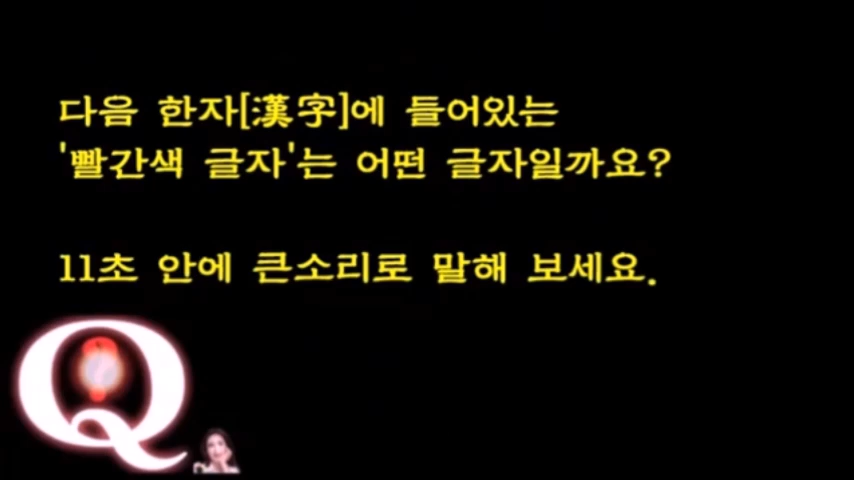 다음 한자[漢字]에 들어있는
'빨간색 글자'는 어떤 글자일까요?
11초 안에 큰소리로 말해 보세요.
Q